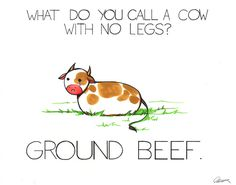 WHAT DO YOU CALL A COW
WITH NO LEGS?
GROUND BEEF.